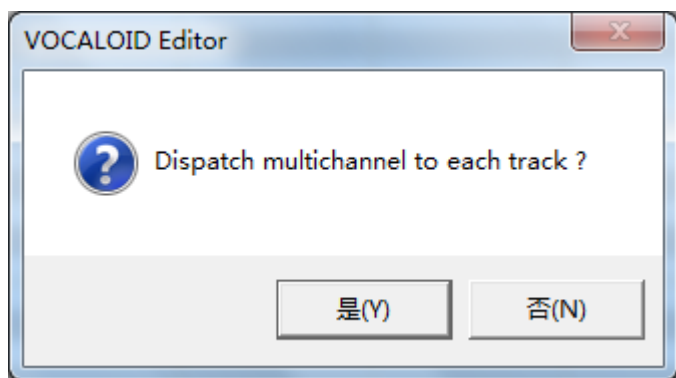 VOCALOID Editor
Dispatch multichannel to each track ?
是(Y) 否(N)